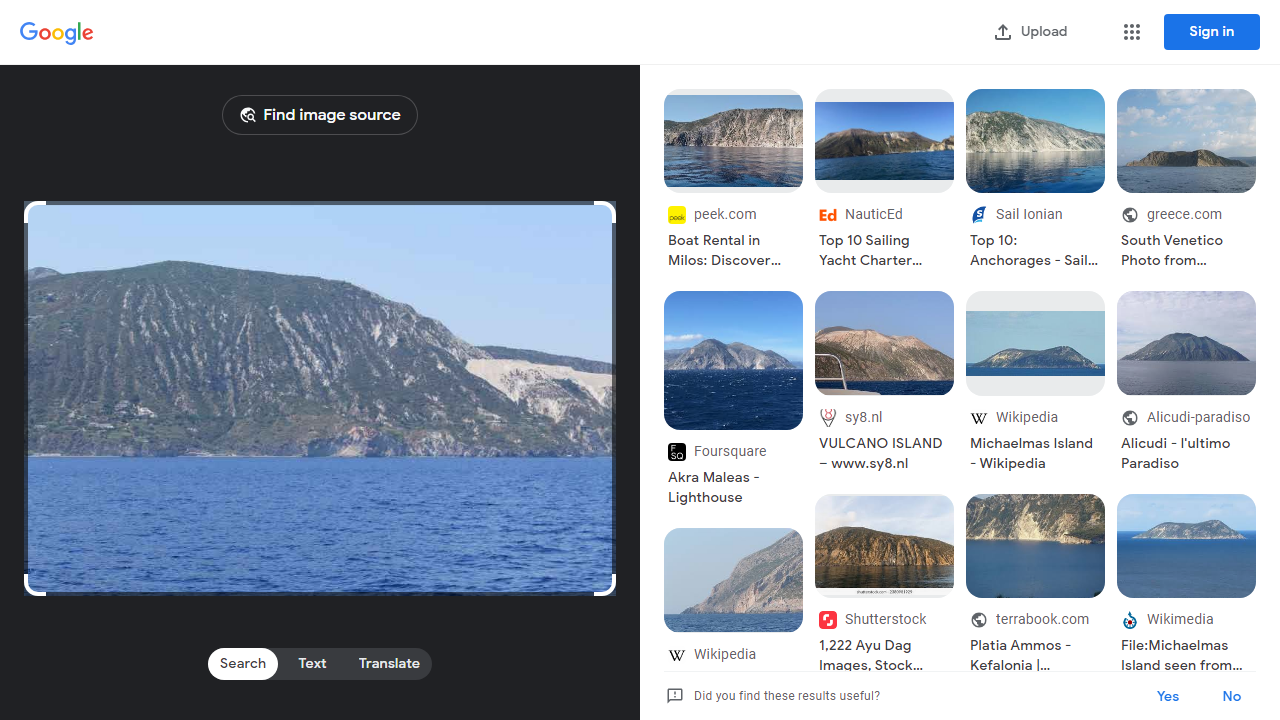 Google
Upload
Sign in
Find image source
Search
Text
Translate
peek.com
Boat Rental in
Milos: Discover...
NauticEd
Top 10 Sailing
Yacht Charter...
Sail Ionian
Top 10:
Anchorages - Sail...
greece.com
South Venetico
Photo from...
Foursquare
Akra Maleas -
Lighthouse
sy8.nl
VULCANO ISLAND
– www.sy8.nl
Wikipedia
Michaelmas Island
- Wikipedia
Alicudi-paradiso
Alicudi - l'ultimo
Paradiso
Wikipedia
Shutterstock
1,222 Ayu Dag
Images, Stock...
terrabook.com
Platia Ammos -
Kefalonia |...
Wikimedia
File:Michaelmas
Island seen from...
Did you find these results useful?
Yes
No